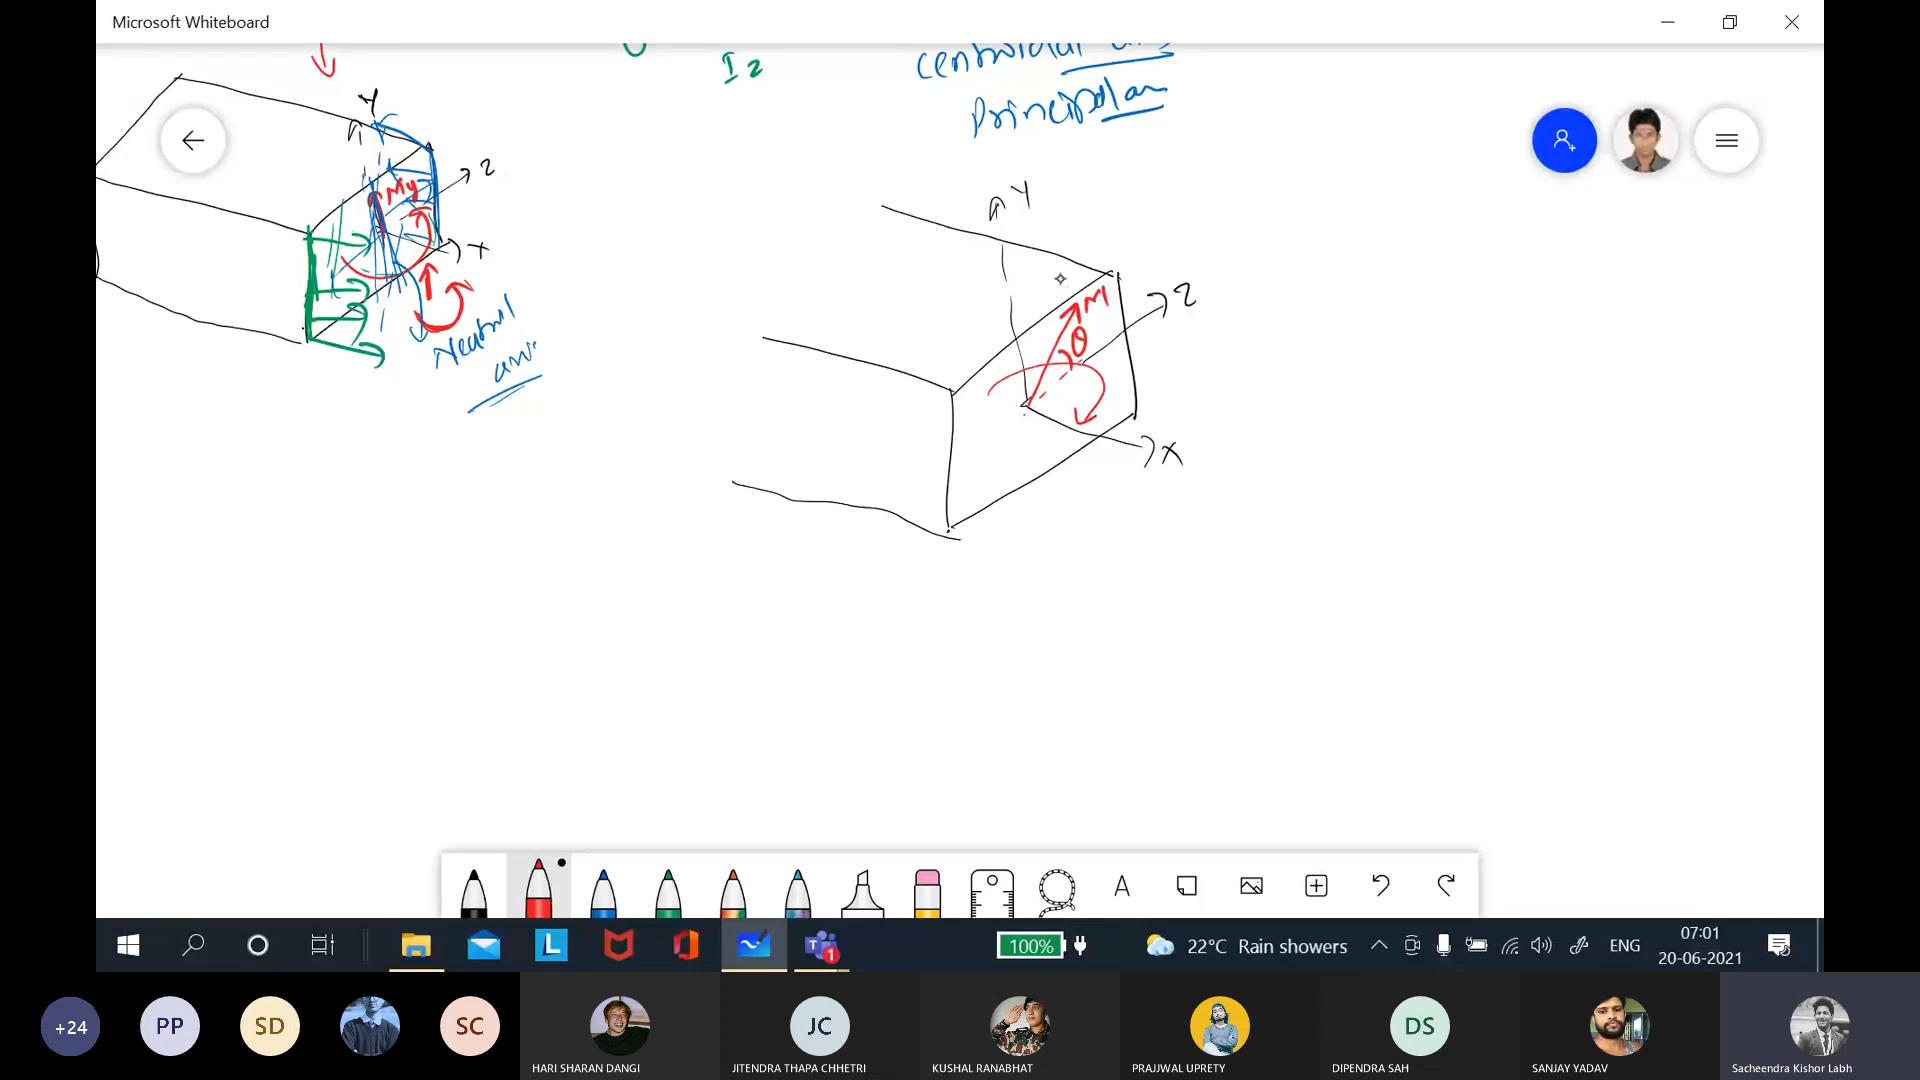 Microsoft Whiteboard
I z
centroidal
Principal
Y
z
My
x
Neutral
axis
Y
z
M
θ
x
A
L
1
100%
22°C Rain showers
ENG
07:01
20-06-2021
+24
PP
SD
SC
JC
DS
HARI SHARAN DANGI
JITENDRA THAPA CHHETRI
KUSHAL RANABHAT
PRAJJWAL UPRETY
DIPENDRA SAH
SANJAY YADAV
Sacheendra Kishor Labh